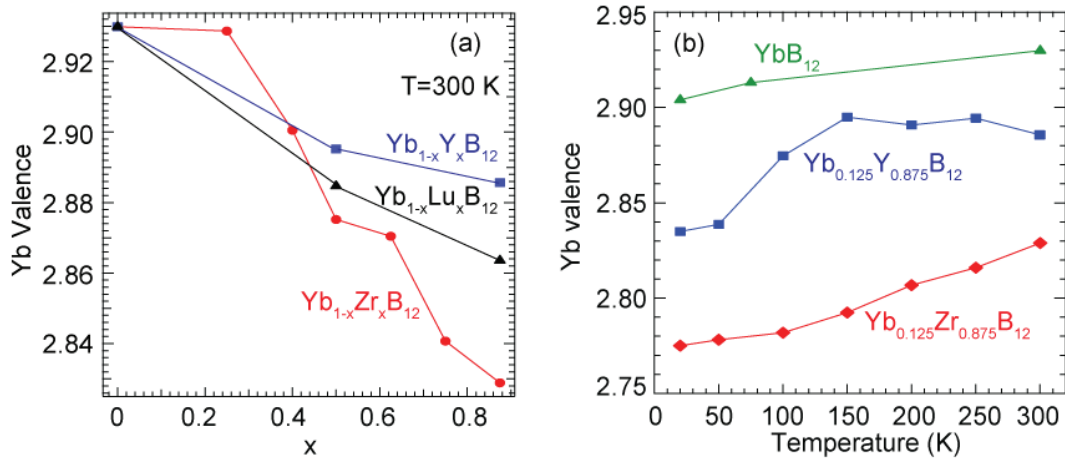 (a)
T=300 K
Yb1-xYxB12
Yb1-xLuxB12
Yb1-xZrxB12
Yb Valence
2.92
2.90
2.88
2.86
2.84
0
0.2
0.4
0.6
0.8
x
(b)
YbB12
Yb0.125Y0.875B12
Yb0.125Zr0.875B12
Yb valence
2.95
2.90
2.85
2.80
2.75
0
50
100
150
200
250
300
Temperature (K)